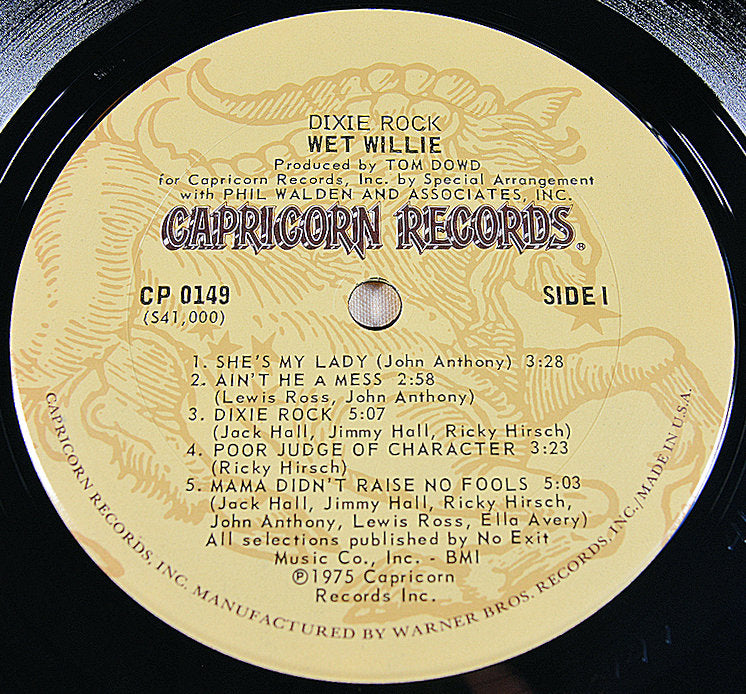 DIXIE ROCK
WET WILLIE
Produced by TOM DOWD
for Capricorn Records, Inc. by Special Arrangement
with PHIL WALDEN AND ASSOCIATES, INC.
CAPRICORN RECORDS®
CP 0149
(S41,000)
SIDE I
1. SHE'S MY LADY (John Anthony) 3:28
2. AIN'T HE A MESS 2:58
(Lewis Ross, John Anthony)
3. DIXIE ROCK 5:07
(Jack Hall, Jimmy Hall, Ricky Hirsch)
4. POOR JUDGE OF CHARACTER 3:23
(Ricky Hirsch)
5. MAMA DIDN'T RAISE NO FOOLS 5:03
(Jack Hall, Jimmy Hall, Ricky Hirsch,
John Anthony, Lewis Ross, Ella Avery)
All selections published by No Exit
Music Co., Inc. - BMI
℗1975 Capricorn
Records Inc.
CAPRICORN RECORDS, INC. MANUFACTURED BY WARNER BROS. RECORDS, INC./MADE IN U.S.A.